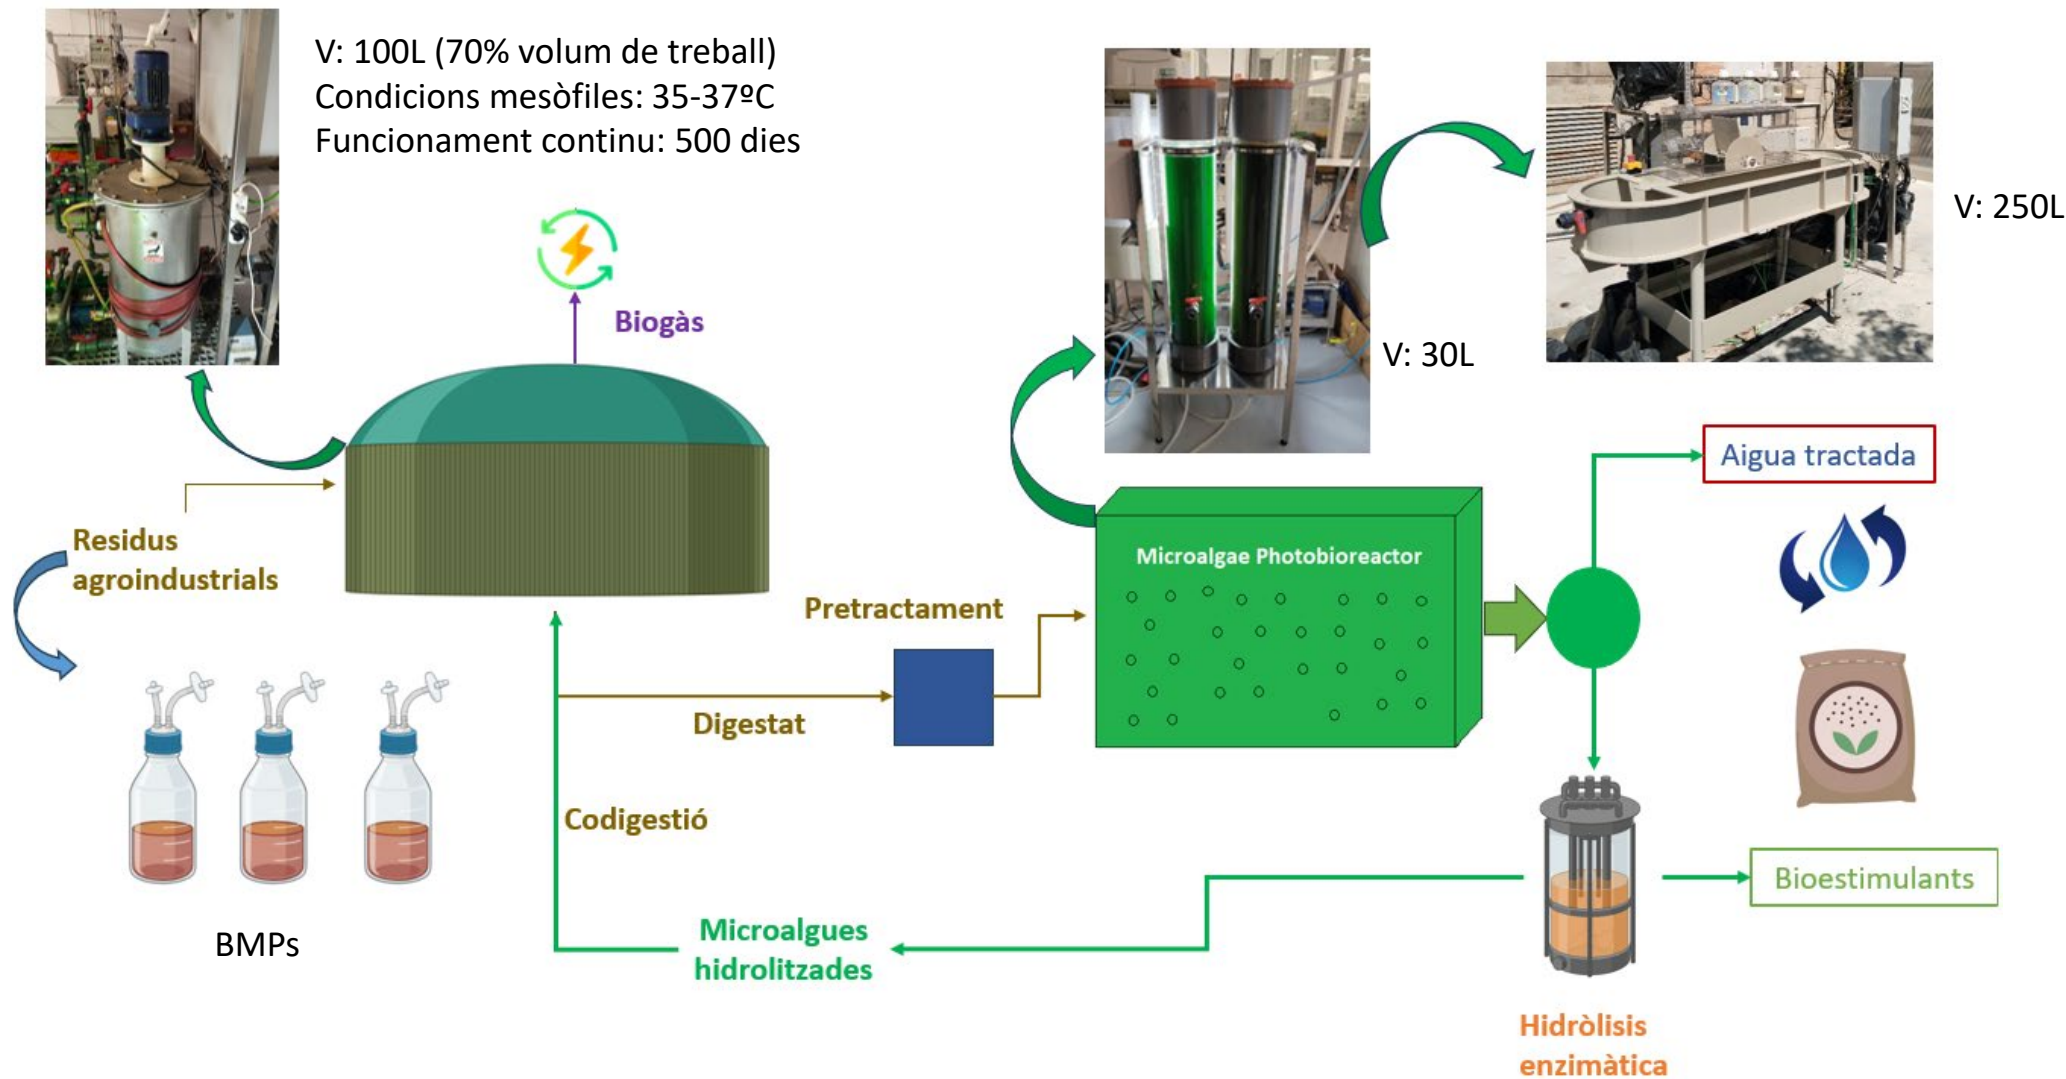 V: 100L (70% volum de treball)
Condicions mesòfiles: 35-37ºC
Funcionament continu: 500 dies
V: 250L
Biogàs
V: 30L
Aigua tractada
Residus
agroindustrials
Microalgae Photobioreactor
Pretractament
Digestat
Codigestió
Bioestimulants
BMPs
Microalgues
hidrolitzades
Hidròlisis
enzimàtica